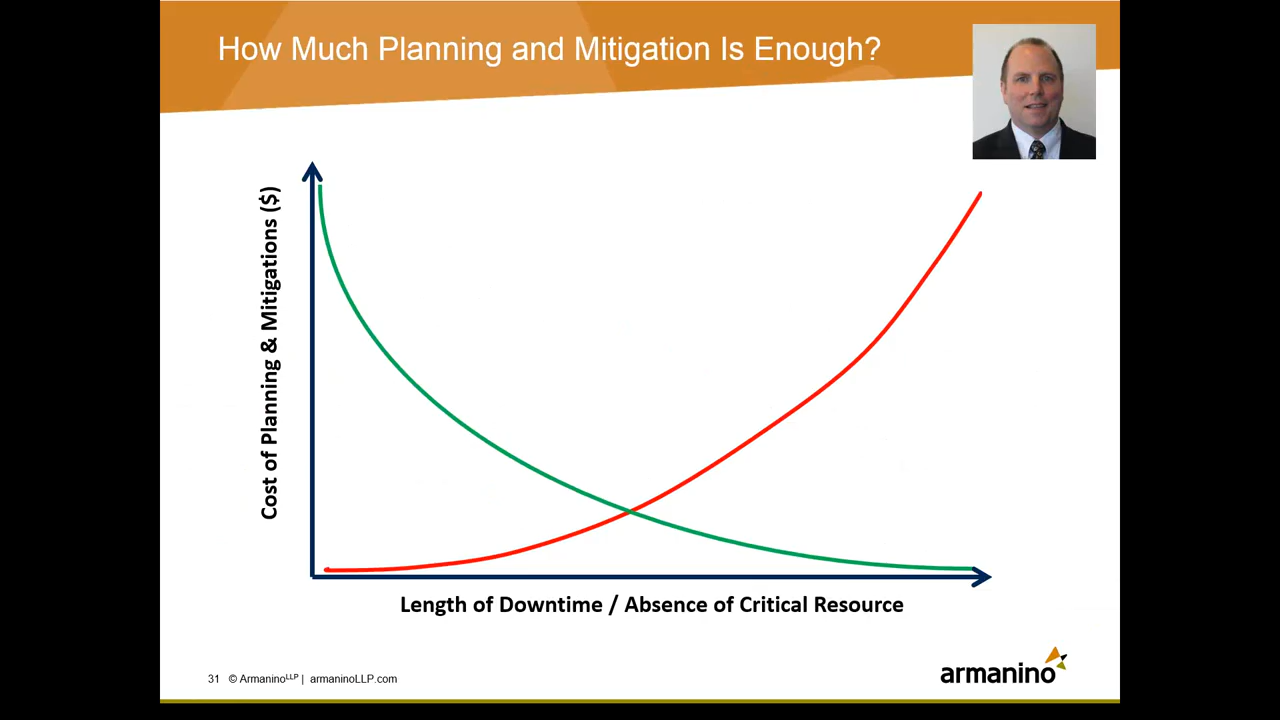 How Much Planning and Mitigation Is Enough?
Cost of Planning & Mitigations ($)
Length of Downtime / Absence of Critical Resource
31 © ArmaninoLLP | armaninoLLP.com
armanino